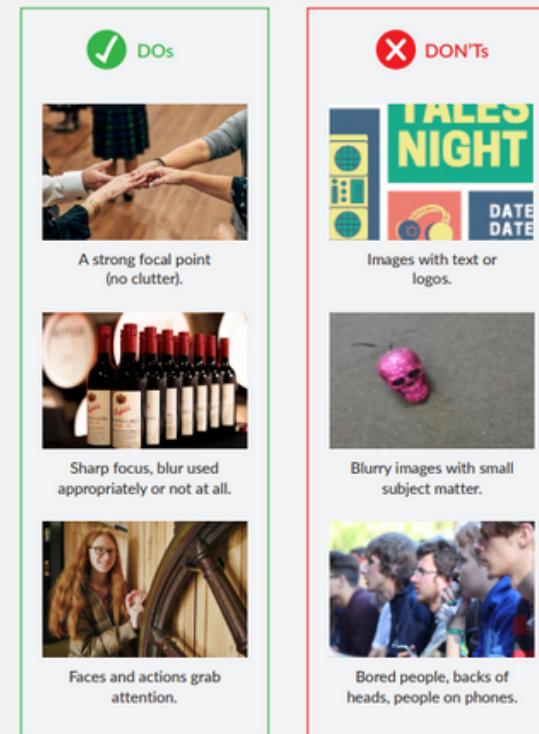 DOs
A strong focal point
(no clutter).
Sharp focus, blur used
appropriately or not at all.
Faces and actions grab
attention.
DON'Ts
TALES
NIGHT
DATE
DATE
Images with text or
logos.
Blurry images with small
subject matter.
Bored people, backs of
heads, people on phones.